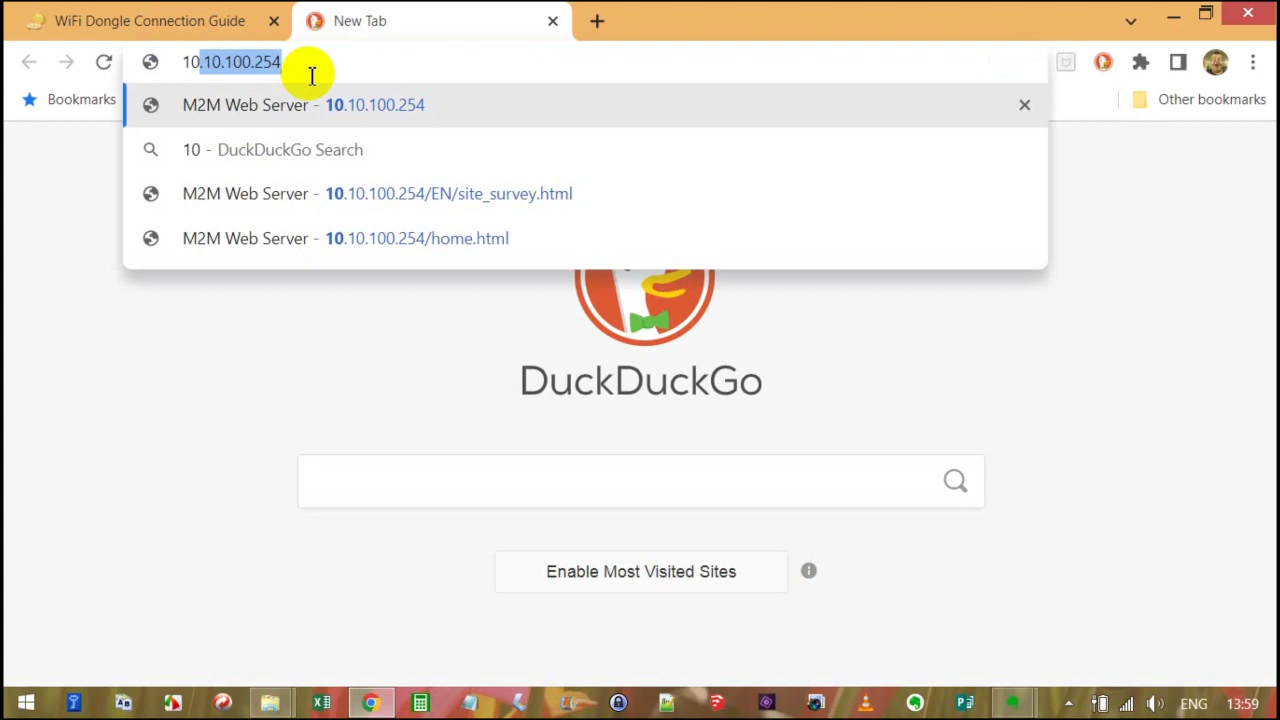 WiFi Dongle Connection Guide
New Tab
10.10.100.254
Bookmarks
Other bookmarks
M2M Web Server - 10.10.100.254
10 - DuckDuckGo Search
M2M Web Server - 10.10.100.254/EN/site_survey.html
M2M Web Server - 10.10.100.254/home.html
DuckDuckGo
Enable Most Visited Sites
ENG
13:59